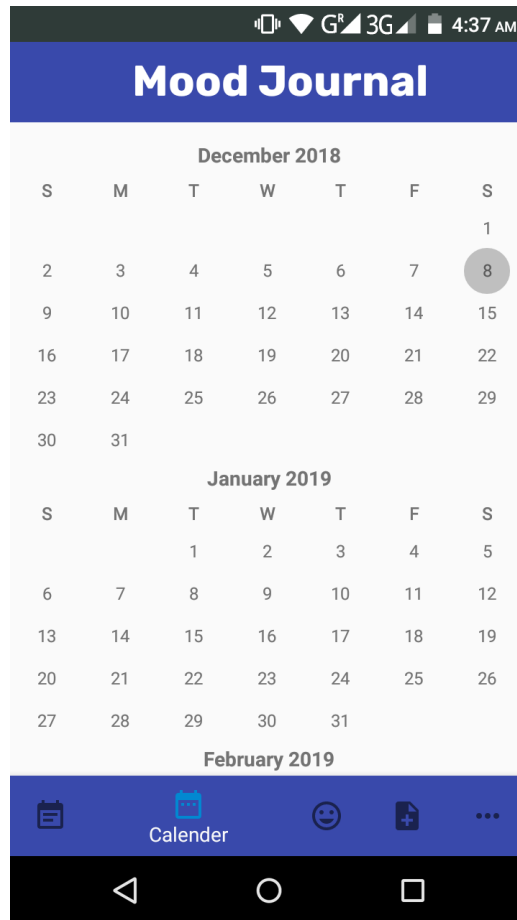 GR 3G 4:37 AM
Mood Journal
December 2018
S M T W T F S
1
2 3 4 5 6 7 8
9 10 11 12 13 14 15
16 17 18 19 20 21 22
23 24 25 26 27 28 29
30 31
January 2019
S M T W T F S
1 2 3 4 5
6 7 8 9 10 11 12
13 14 15 16 17 18 19
20 21 22 23 24 25 26
27 28 29 30 31
February 2019
Calender